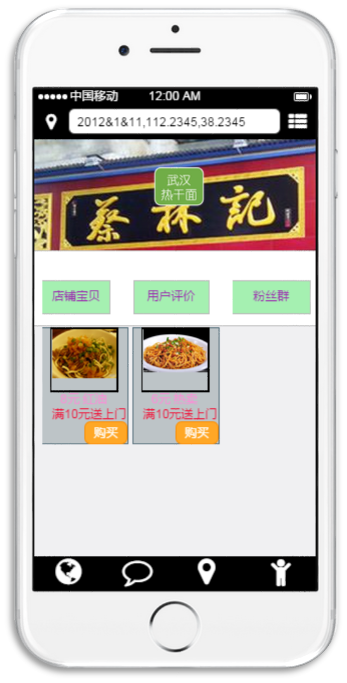 中国移动
12:00 AM
2012&1&11,112.2345,38.2345
武汉
热干面
蔡林記
店铺宝贝
用户评价
粉丝群
满10元送上门
满10元送上门
购买
购买